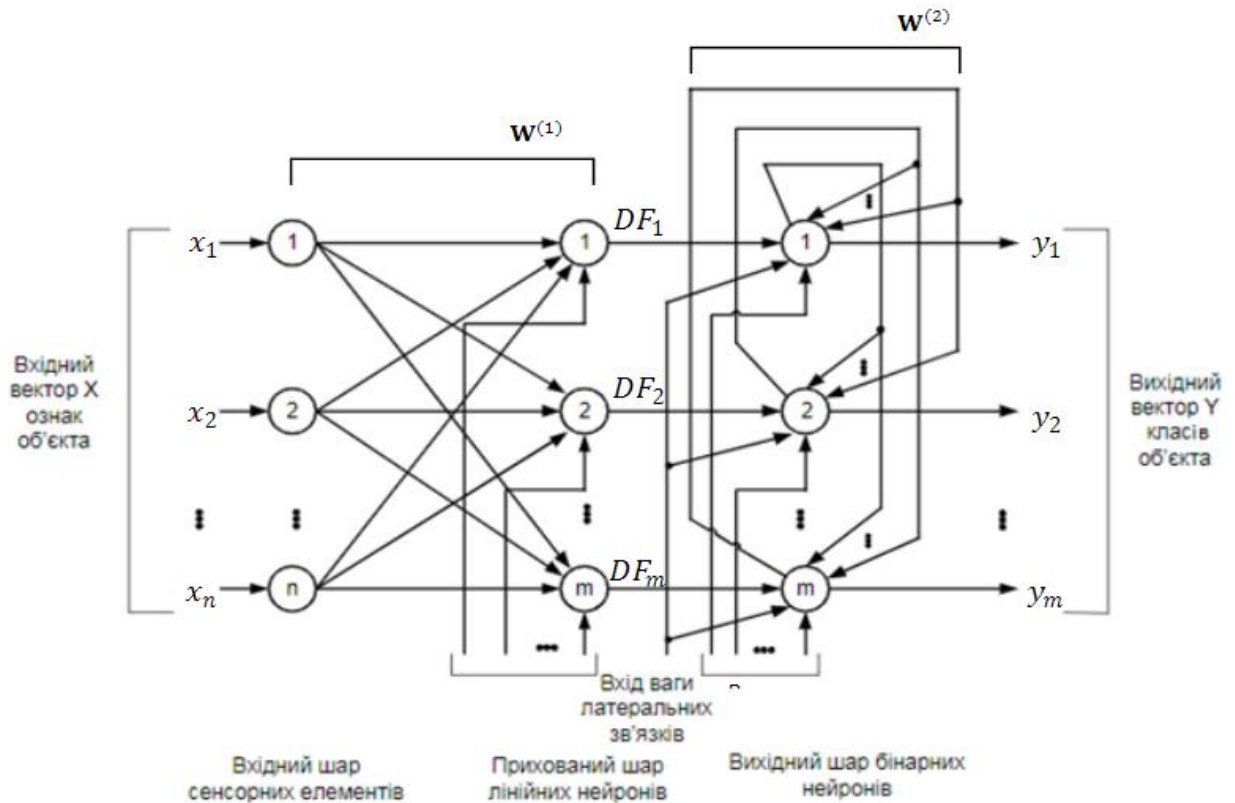 W⁽²⁾
W⁽¹⁾
x₁ 1 1 DF₁ 1 y₁
Вхідний
вектор X
ознак
об'єкта
x₂ 2 2 DF₂ 2 y₂
Вихідний
вектор Y
класів
об'єкта
xₙ n m DFₘ m yₘ
Вхід ваги
латеральних
зв'язків
Вхідний шар
сенсорних елементів
Прихований шар
лінійних нейронів
Вихідний шар бінарних
нейронів